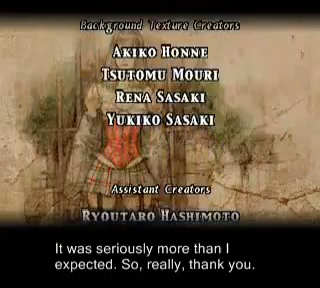 Background Texture Creators
AKIKO HONNE
TSUTOMU MOURI
RENA SASAKI
YUKIKO SASAKI
Assistant Creators
RYOUTARO HASHIMOTO
It was seriously more than I
expected. So, really, thank you.